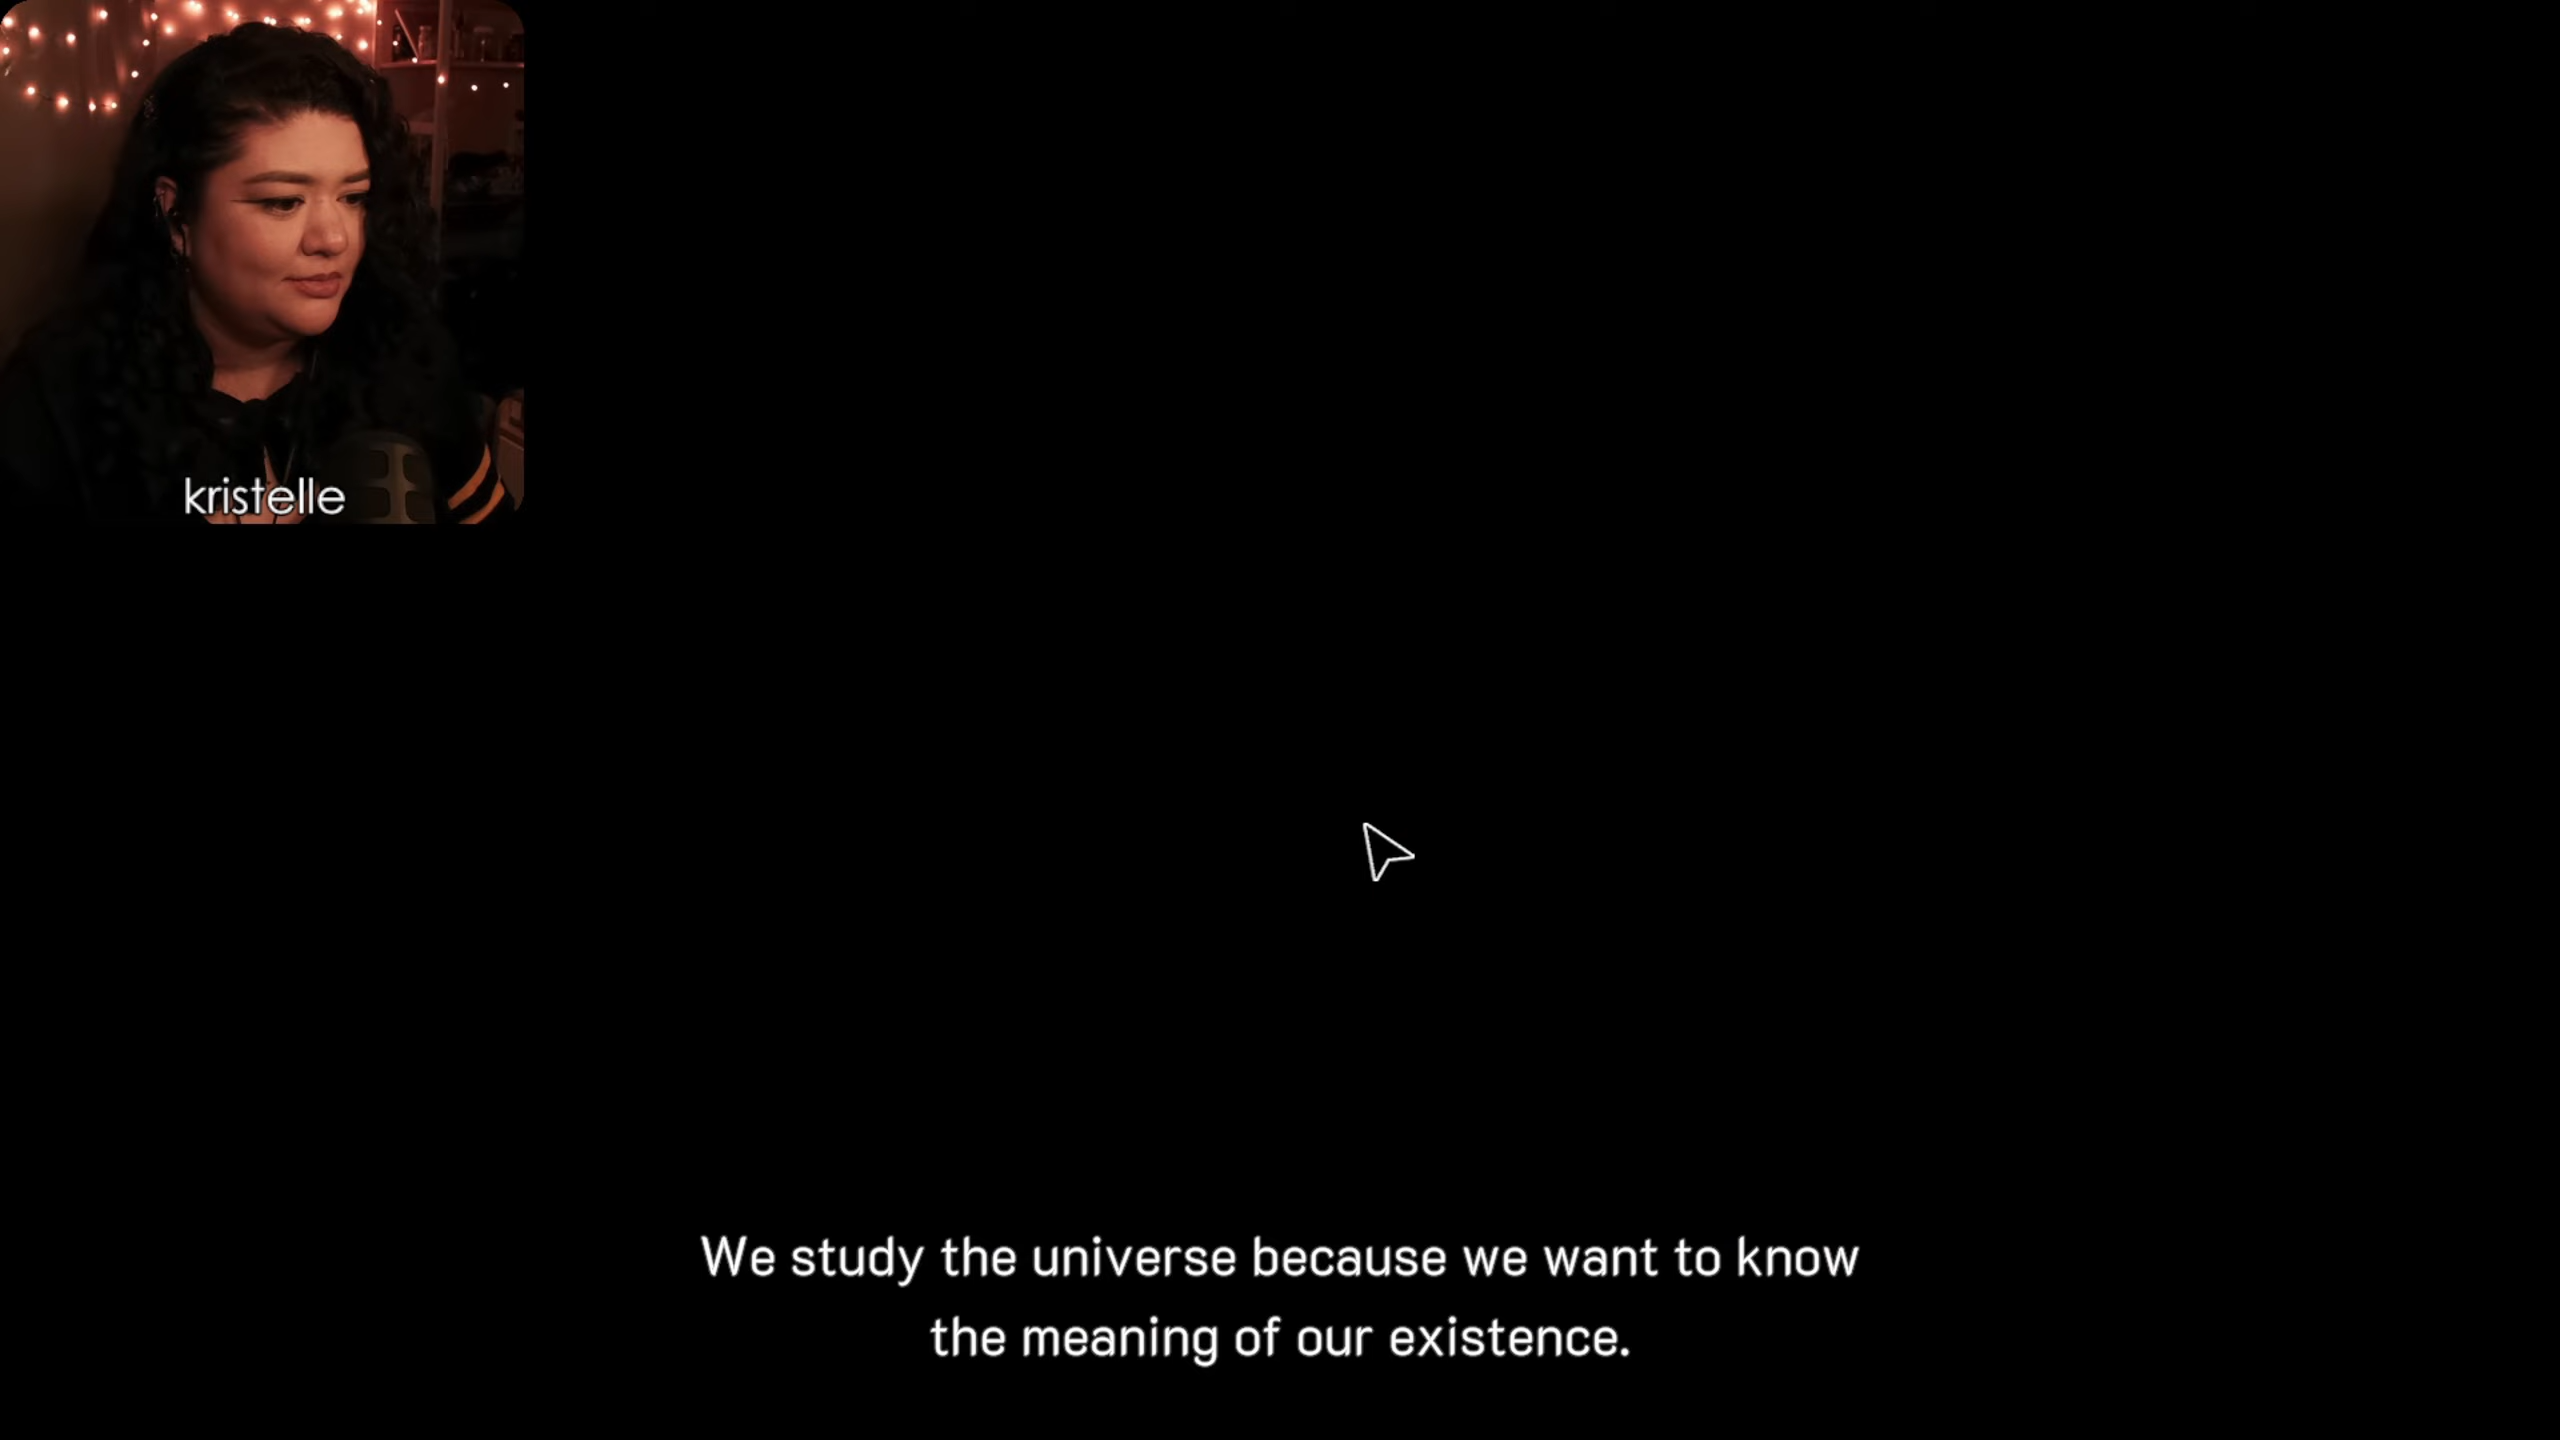 kristelle
We study the universe because we want to know
the meaning of our existence.